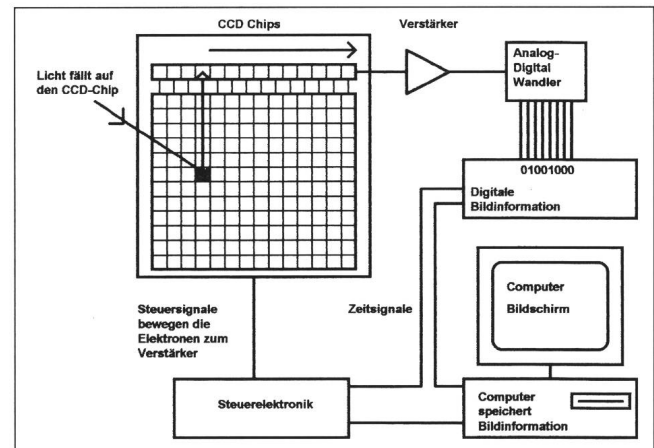 CCD Chips
Verstärker
Analog-
Digital
Wandler
Licht fällt auf
den CCD-Chip
01001000
Digitale
Bildinformation
Computer
Bildschirm
Steuersignale
bewegen die
Elektronen zum
Verstärker
Zeitsignale
Steuerelektronik
Computer
speichert
Bildinformation